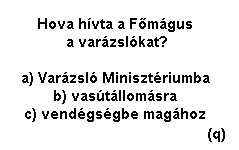 Hova hívta a Főmágus
a varázslókat?
a) Varázsló Minisztériumba
b) vasútállomásra
c) vendégségbe magához
(q)